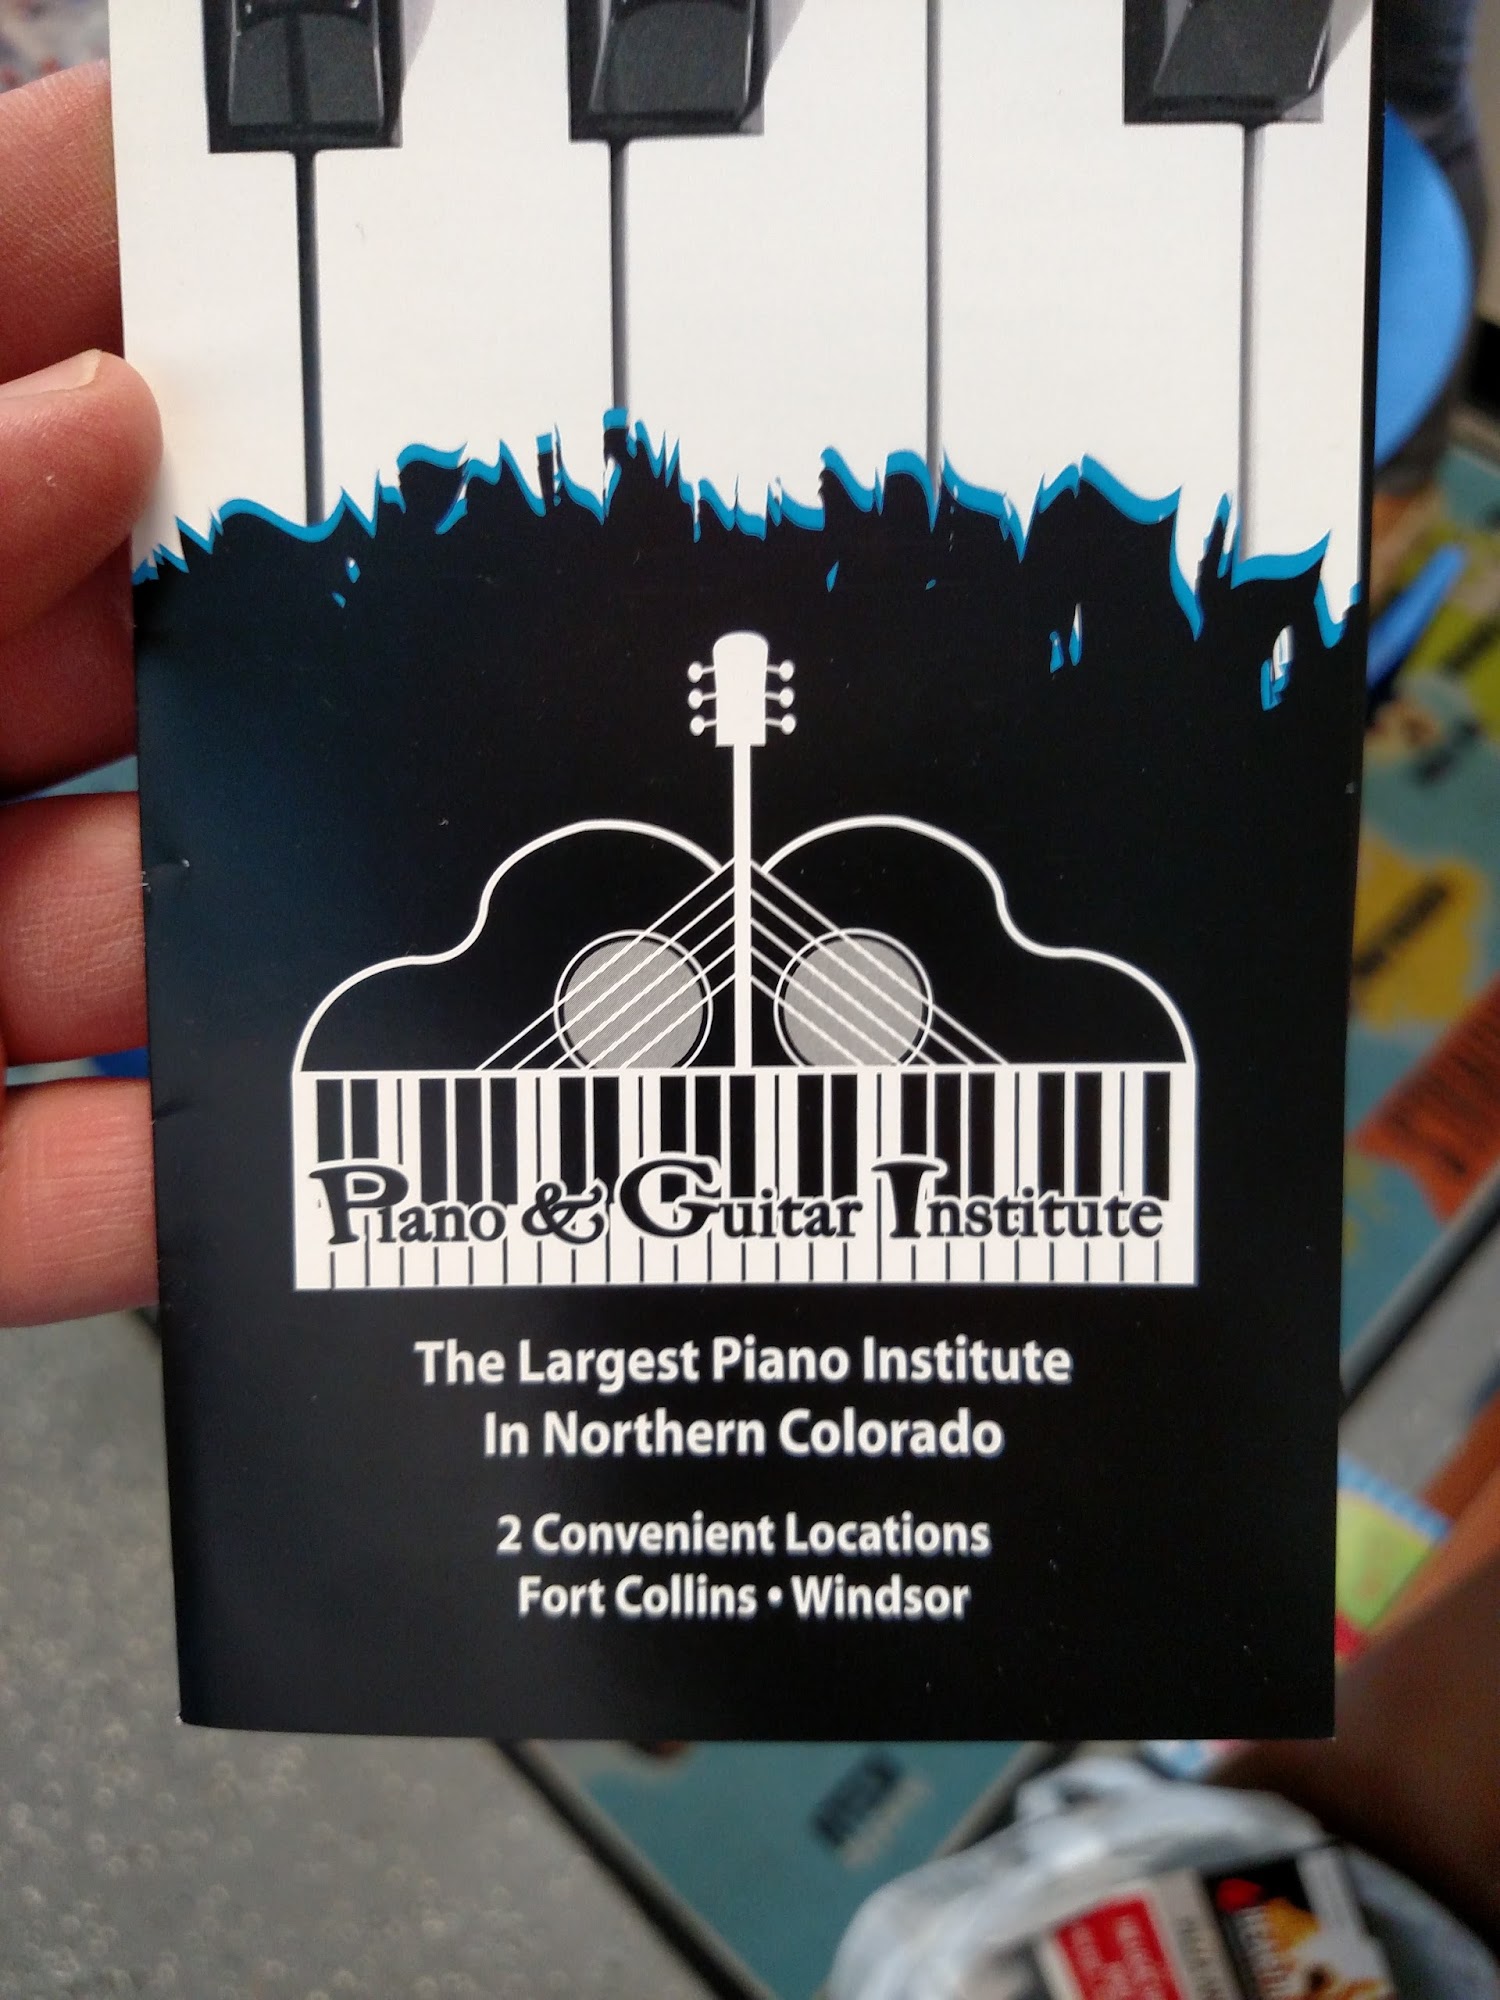 Piano & Guitar Institute
The Largest Piano Institute
In Northern Colorado
2 Convenient Locations
Fort Collins • Windsor